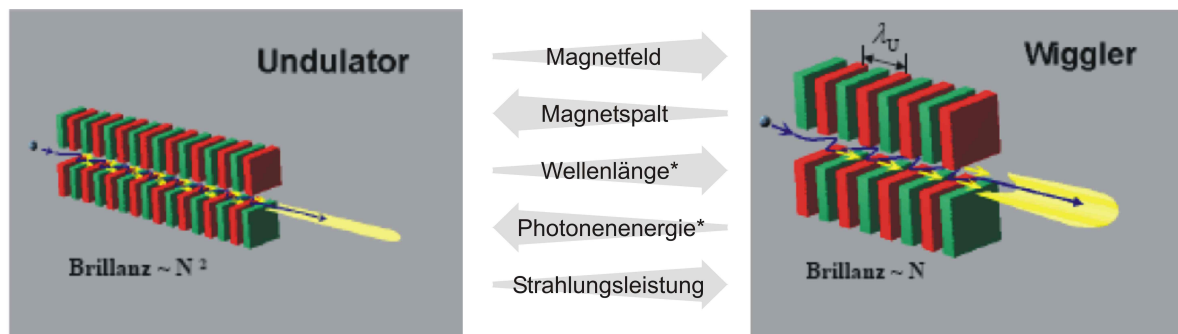 Undulator
Brillanz ~ N²
Magnetfeld
Magnetspalt
Wellenlänge*
Photonenenergie*
Strahlungsleistung
λU
Wiggler
Brillanz ~ N